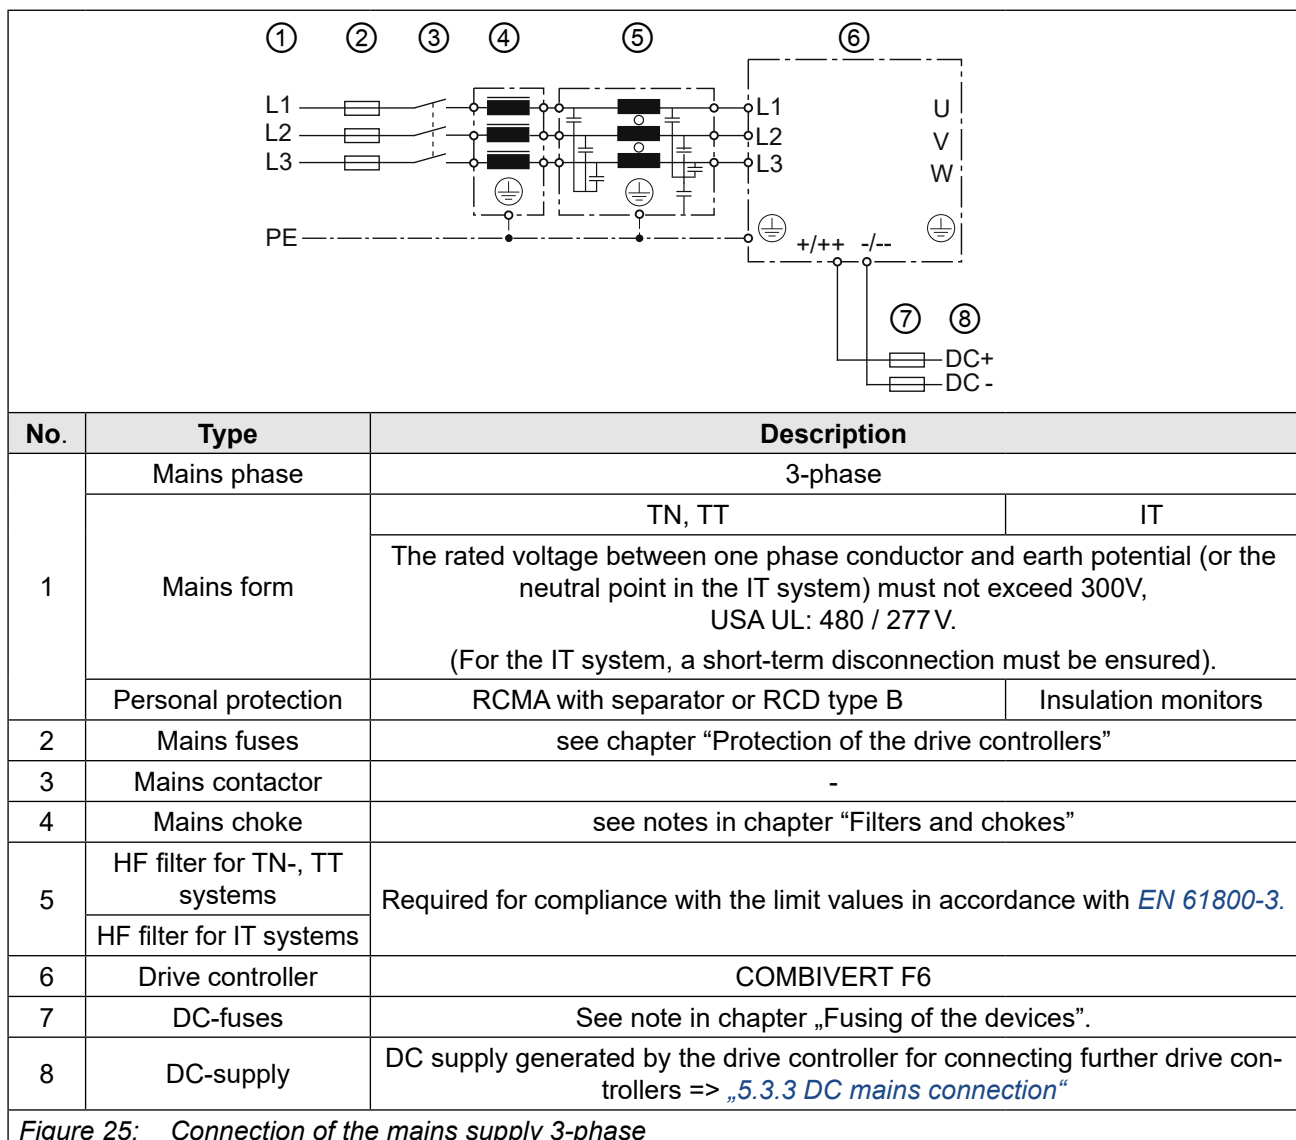 ① ② ③ ④ ⑤ ⑥
L1 L1 U
L2 L2 V
L3 L3 W
PE +/++ -/--
⑦ ⑧
DC+
DC -
No. Type Description
1
Mains phase 3-phase
Mains form
TN, TT IT
The rated voltage between one phase conductor and earth potential (or the
neutral point in the IT system) must not exceed 300V,
USA UL: 480 / 277 V.
(For the IT system, a short-term disconnection must be ensured).
Personal protection RCMA with separator or RCD type B Insulation monitors
2 Mains fuses see chapter “Protection of the drive controllers”
3 Mains contactor -
4 Mains choke see notes in chapter “Filters and chokes”
5
HF filter for TN-, TT
systems
HF filter for IT systems
Required for compliance with the limit values in accordance with EN 61800-3.
6 Drive controller COMBIVERT F6
7 DC-fuses See note in chapter „Fusing of the devices”.
8 DC-supply
DC supply generated by the drive controller for connecting further drive con-
trollers => „5.3.3 DC mains connection“
Figure 25: Connection of the mains supply 3-phase